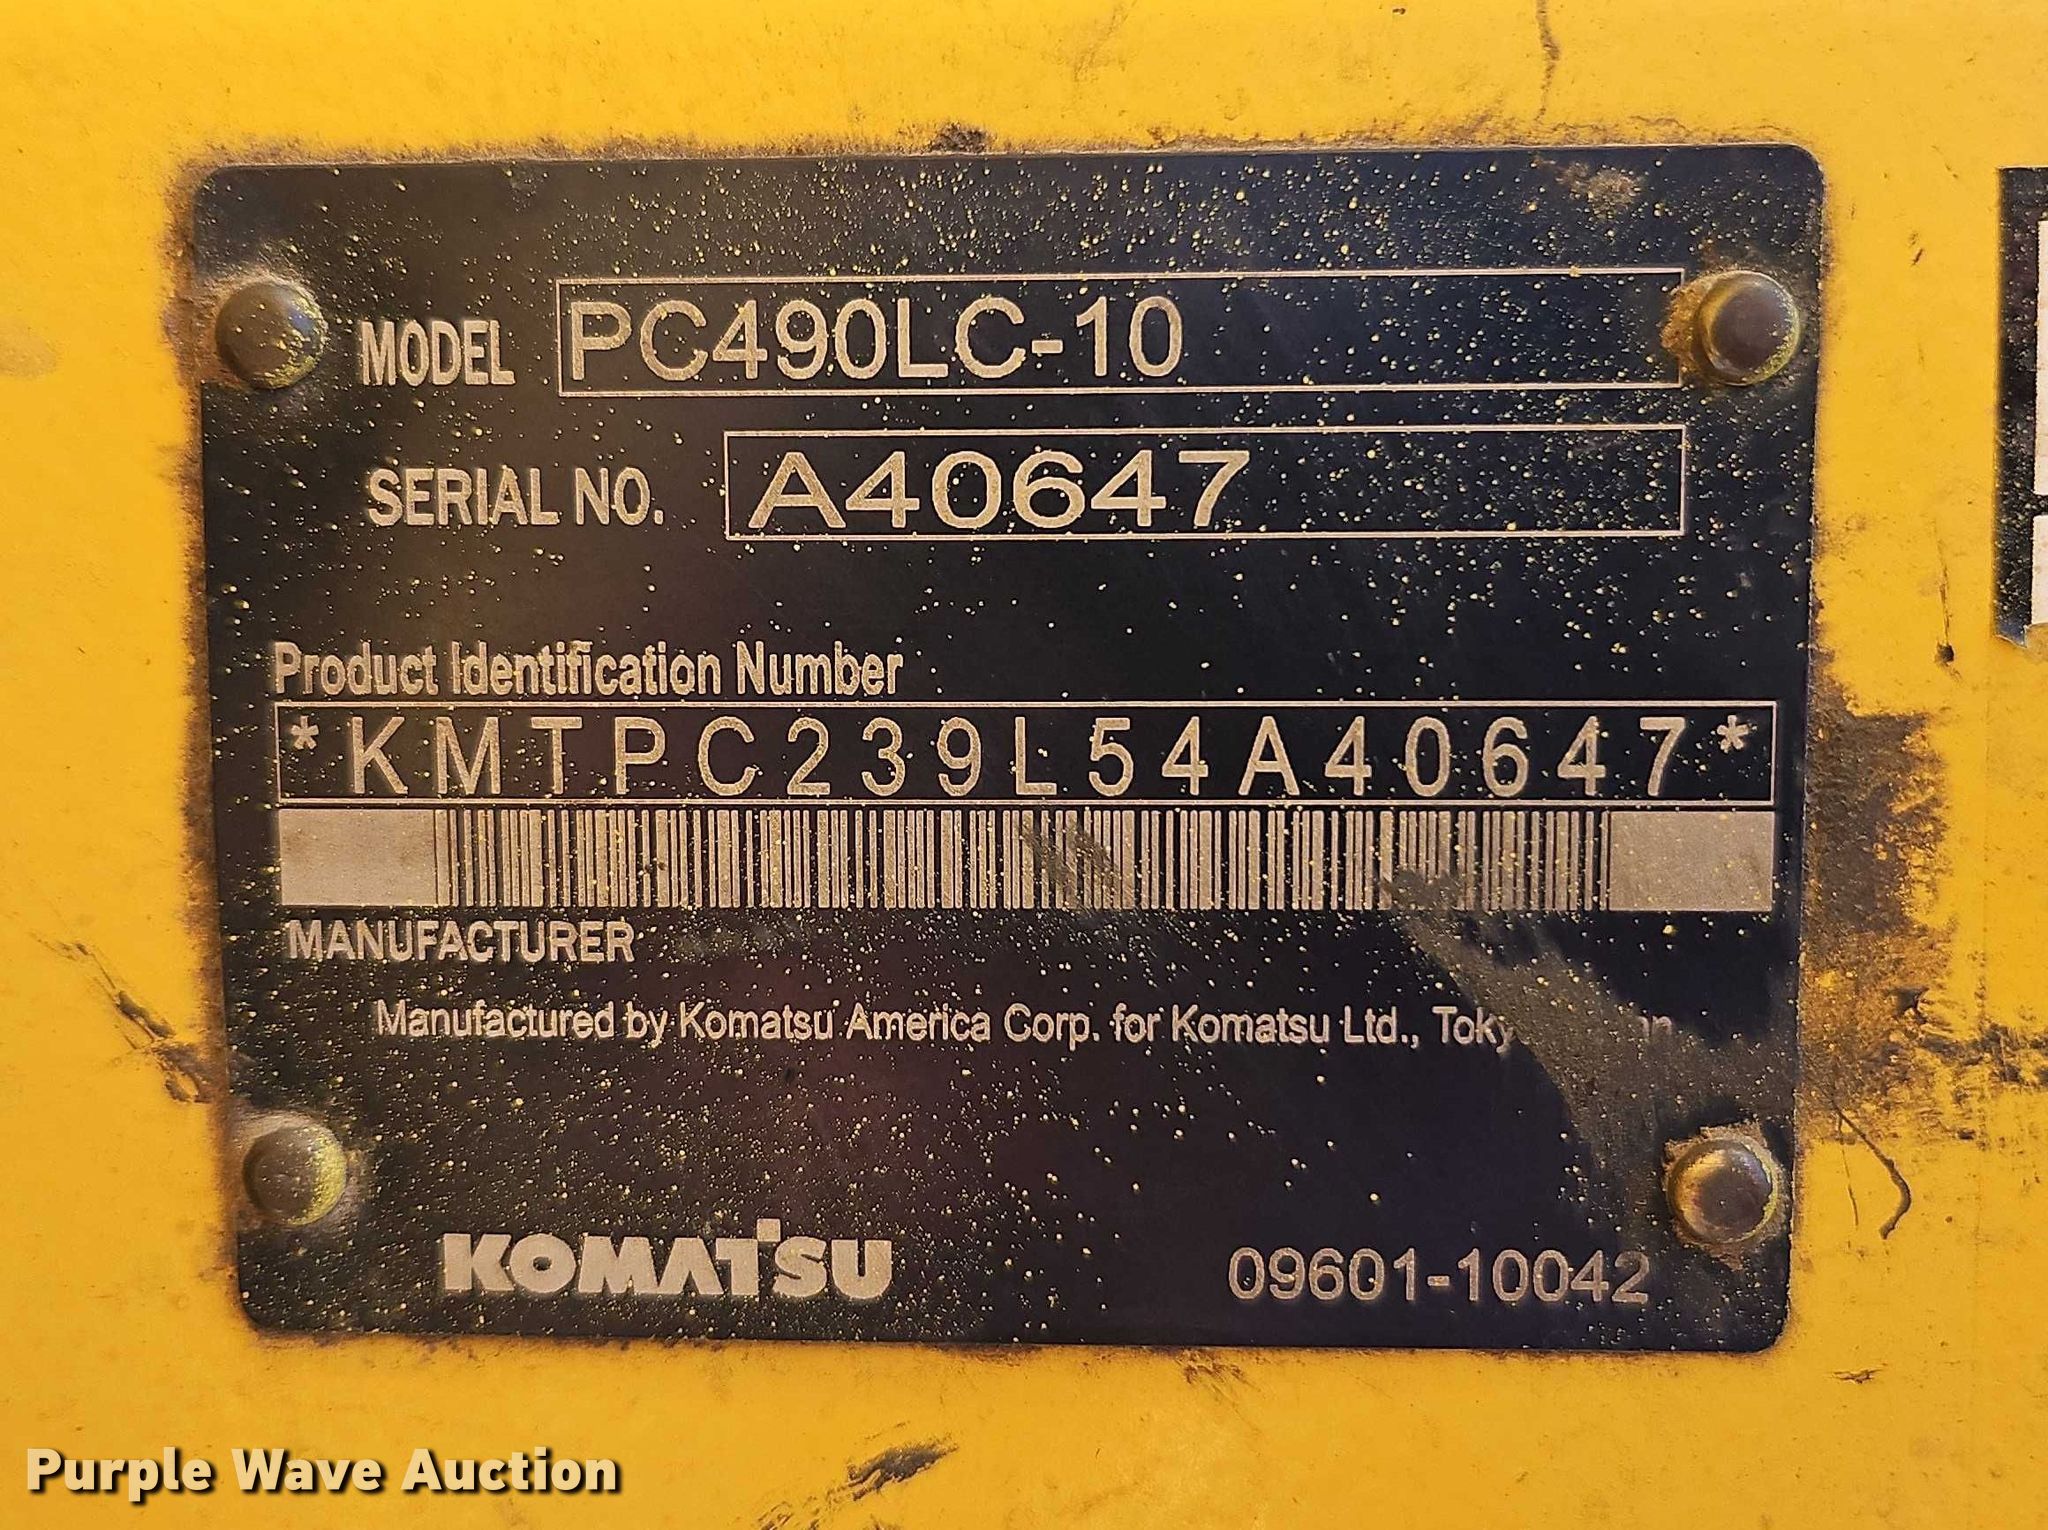 MODEL PC490LC-10
SERIAL NO. A40647
Product Identification Number
*KMTPC239L54A40647*
MANUFACTURER
Manufactured by Komatsu America Corp. for Komatsu Ltd.,
KOMATSU 09601-10042
Purple Wave Auction